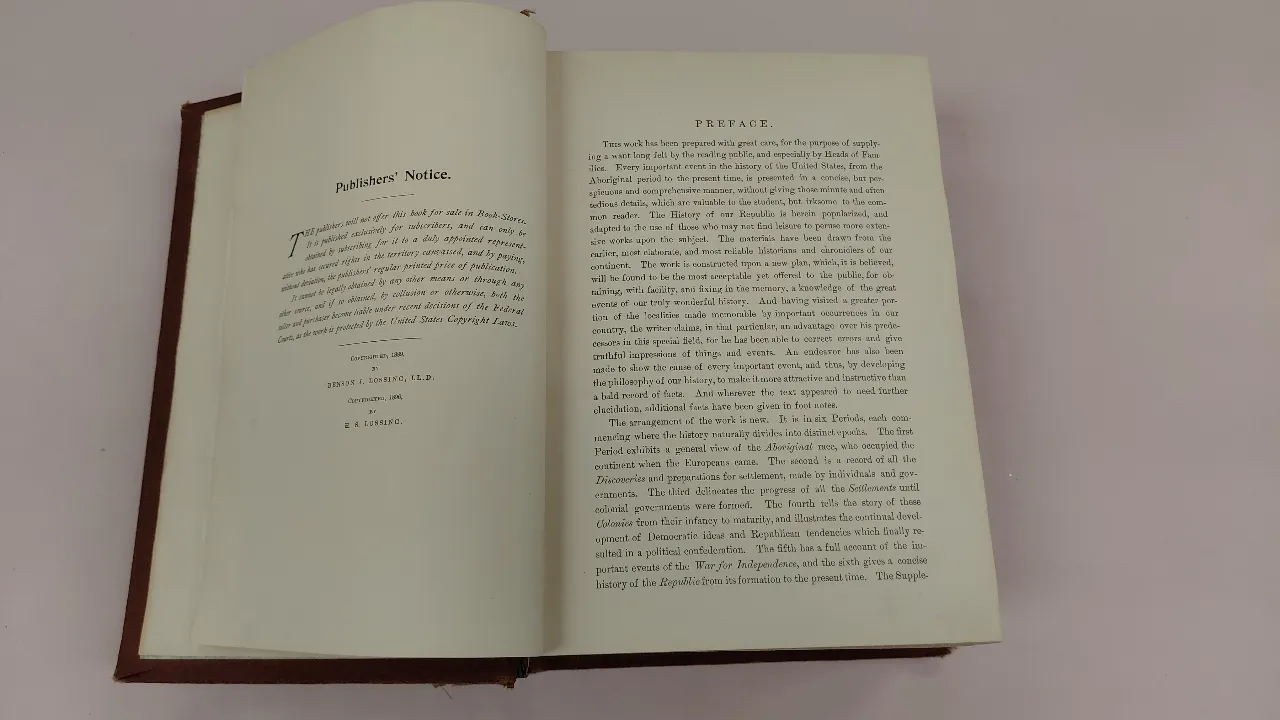 Publishers' Notice.
THE publishers will not offer this book for sale in Book-Stores.
It is published exclusively for subscribers, and can only be
obtained by subscribing for it to a duly appointed represent-
ative who has secured rights in the territory canvassed, and by paying,
without deviation, the publishers' regular printed price of publication.
It cannot be legally obtained by any other means or through any
other source, and if so obtained, by collusion or otherwise, both the
seller and purchaser become liable under recent decisions of the Federal
Courts, as the work is protected by the United States Copyright Laws.
COPYRIGHTED,
BY
BENSON J. LOSSING, LL.D.
COPYRIGHTED,
BY
H. S. LOSSING.
PREFACE.
THIS work has been prepared with great care, for the purpose of supply-
ing a want long felt by the reading public, and especially by Heads of Fam-
ilies. Every important event in the history of the United States, from the
Aboriginal period to the present time, is presented in a concise, but per-
spicuous and comprehensive manner, without giving those minute and often
tedious details, which are valuable to the student, but irksome to the com-
mon reader. The History of our Republic is herein popularized, and
adapted to the use of those who may not find leisure to peruse more exten-
sive works upon the subject. The materials have been drawn from the
earlier, most elaborate, and most reliable historians and chroniclers of our
continent. The work is constructed upon a new plan, which, it is believed,
will be found to be the most acceptable yet offered to the public, for ob-
taining, with facility, and fixing in the memory, a knowledge of the great
events of our truly wonderful history. And having visited a greater por-
tion of the localities made memorable by important occurrences in our
country, the writer claims, in that particular, an advantage over his prede-
cessors in this special field, for he has been able to correct errors and give
truthful impressions of things and events. An endeavor has also been
made to show the cause of every important event, and thus, by developing
the philosophy of our history, to make it more attractive and instructive than
a bald record of facts. And wherever the text appeared to need further
elucidation, additional facts have been given in foot notes.
The arrangement of the work is new. It is in six Periods, each com-
mencing where the history naturally divides into distinct epochs. The first
Period exhibits a general view of the Aboriginal race, who occupied the
continent when the Europeans came. The second is a record of all the
Discoveries and preparations for settlement, made by individuals and gov-
ernments. The third delineates the progress of all the Settlements until
colonial governments were formed. The fourth tells the story of these
Colonies from their infancy to maturity, and illustrates the continual devel-
opment of Democratic ideas and Republican tendencies which finally re-
sulted in a political confederation. The fifth has a full account of the im-
portant events of the War for Independence, and the sixth gives a concise
history of the Republic from its formation to the present time. The Supple-